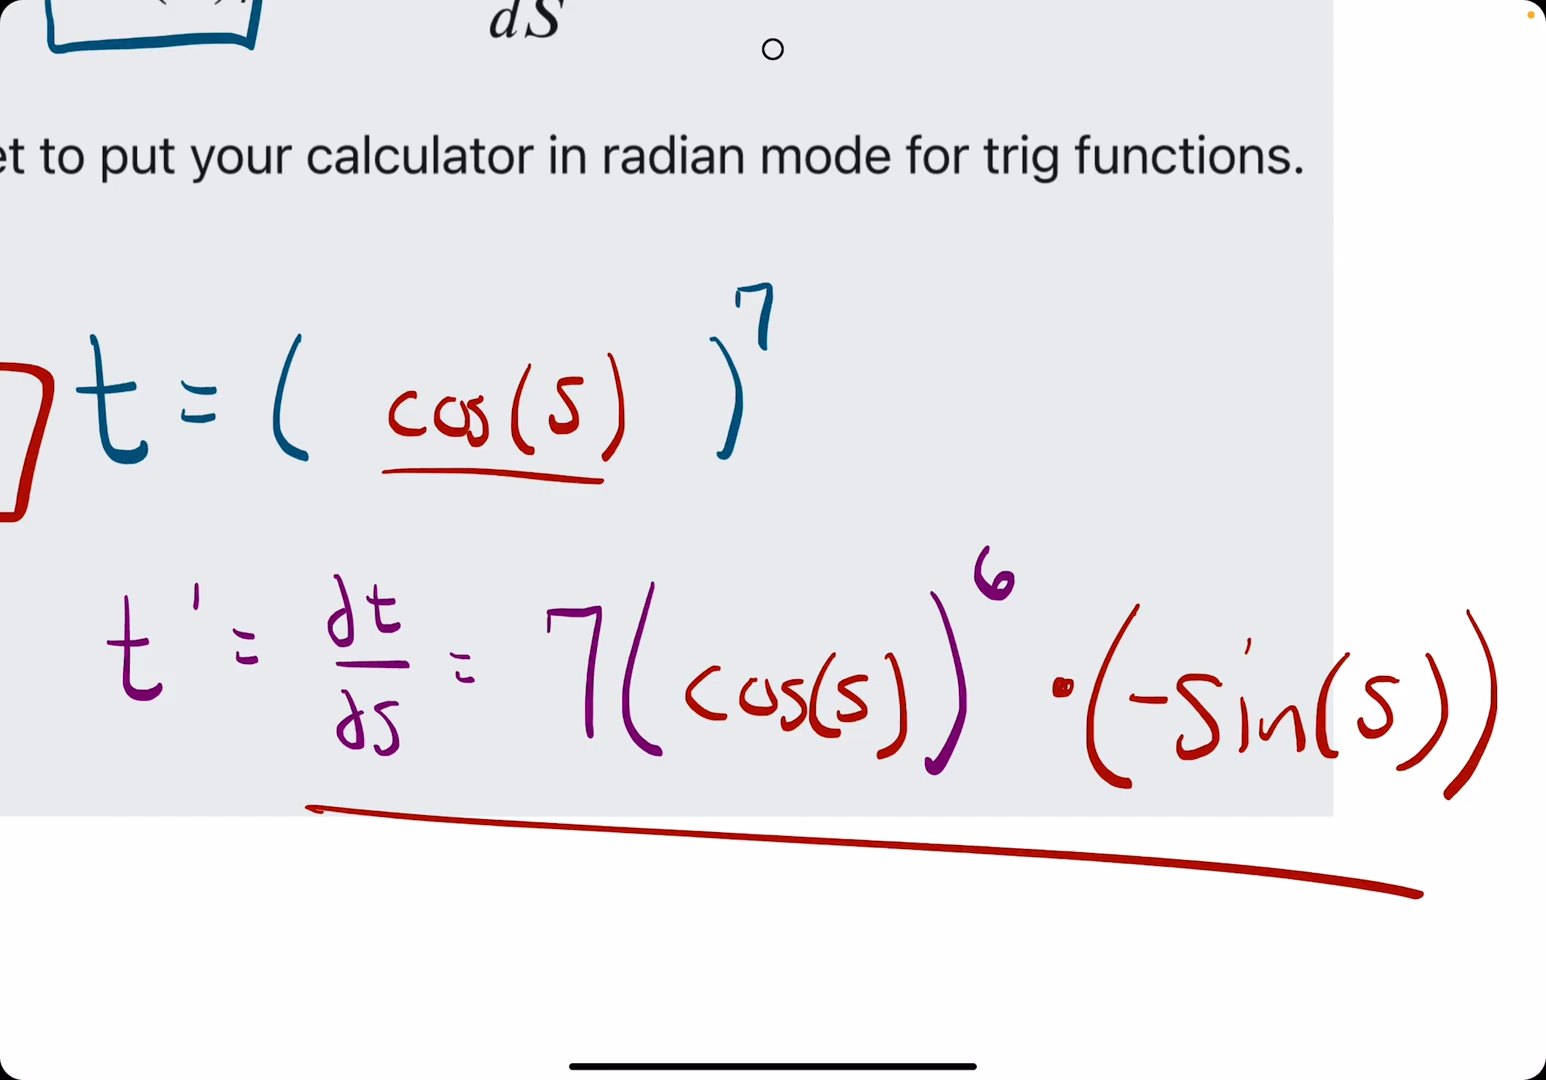 dS
et to put your calculator in radian mode for trig functions.
t = ( cos(s) )^7
t' = dt/ds = 7(cos(s))^6 • (-sin(s))